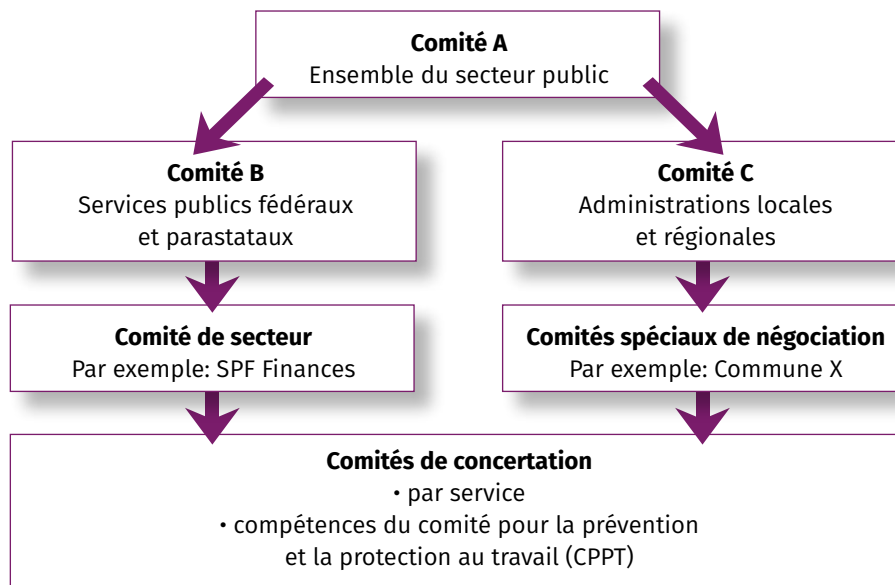 Comité A
Ensemble du secteur public
Comité B
Services publics fédéraux
et parastataux
Comité C
Administrations locales
et régionales
Comité de secteur
Par exemple: SPF Finances
Comités spéciaux de négociation
Par exemple: Commune X
Comités de concertation
• par service
• compétences du comité pour la prévention
et la protection au travail (CPPT)